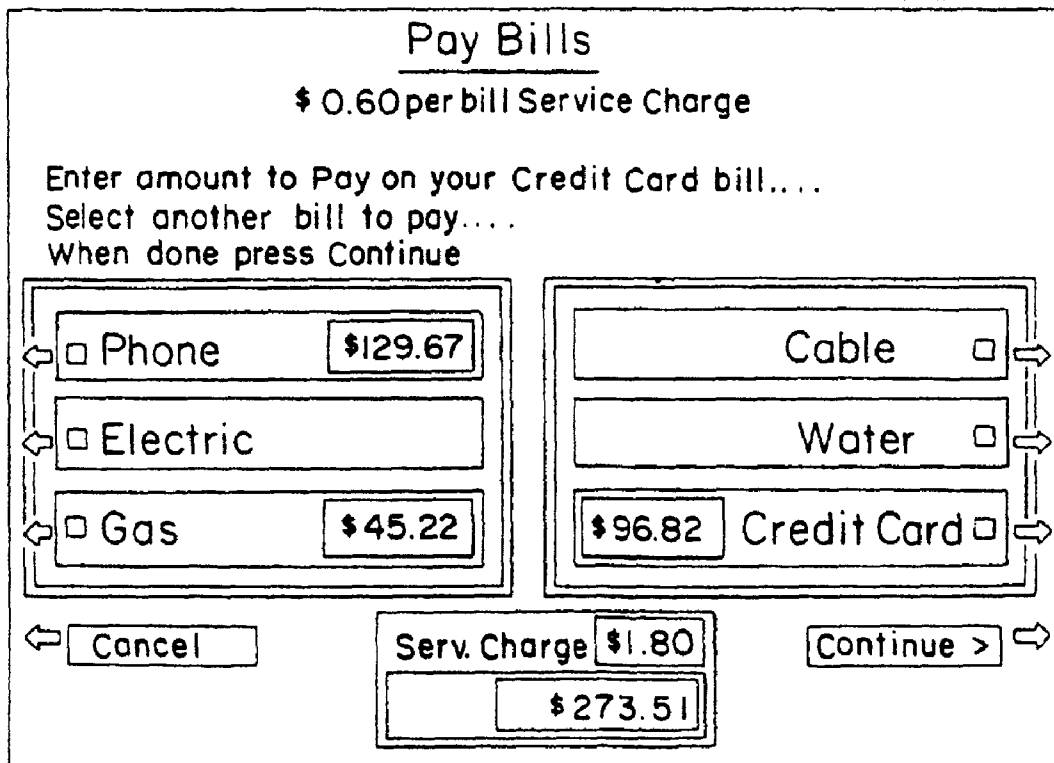 Pay Bills
$ 0.60 per bill Service Charge
Enter amount to Pay on your Credit Card bill....
Select another bill to pay....
When done press Continue
Phone $129.67
Electric
Gas $45.22
Cable
Water
$96.82 Credit Card
Cancel
Serv. Charge $1.80
$273.51
Continue >